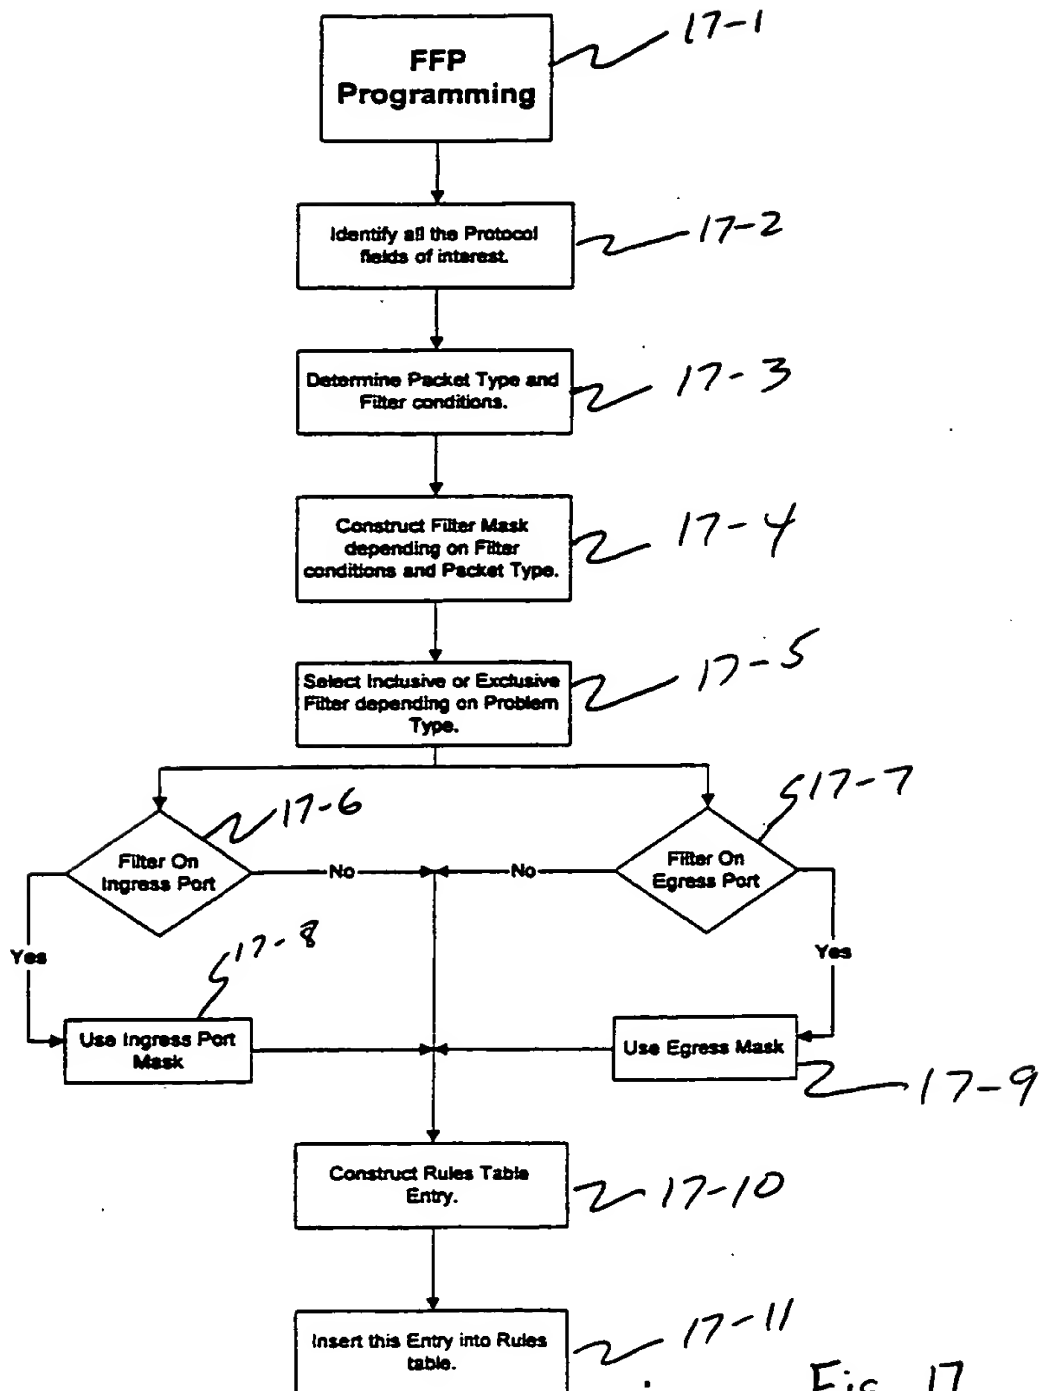 FFP
Programming
17-1
Identify all the Protocol
fields of interest.
17-2
Determine Packet Type and
Filter conditions.
17-3
Construct Filter Mask
depending on Filter
conditions and Packet Type.
17-4
Select Inclusive or Exclusive
Filter depending on Problem
Type.
17-5
17-6
17-7
Filter On
Ingress Port
No
No
Filter On
Egress Port
Yes
17-8
Yes
Use Ingress Port
Mask
Use Egress Mask
17-9
Construct Rules Table
Entry.
17-10
Insert this Entry into Rules
table.
17-11
Fig. 17